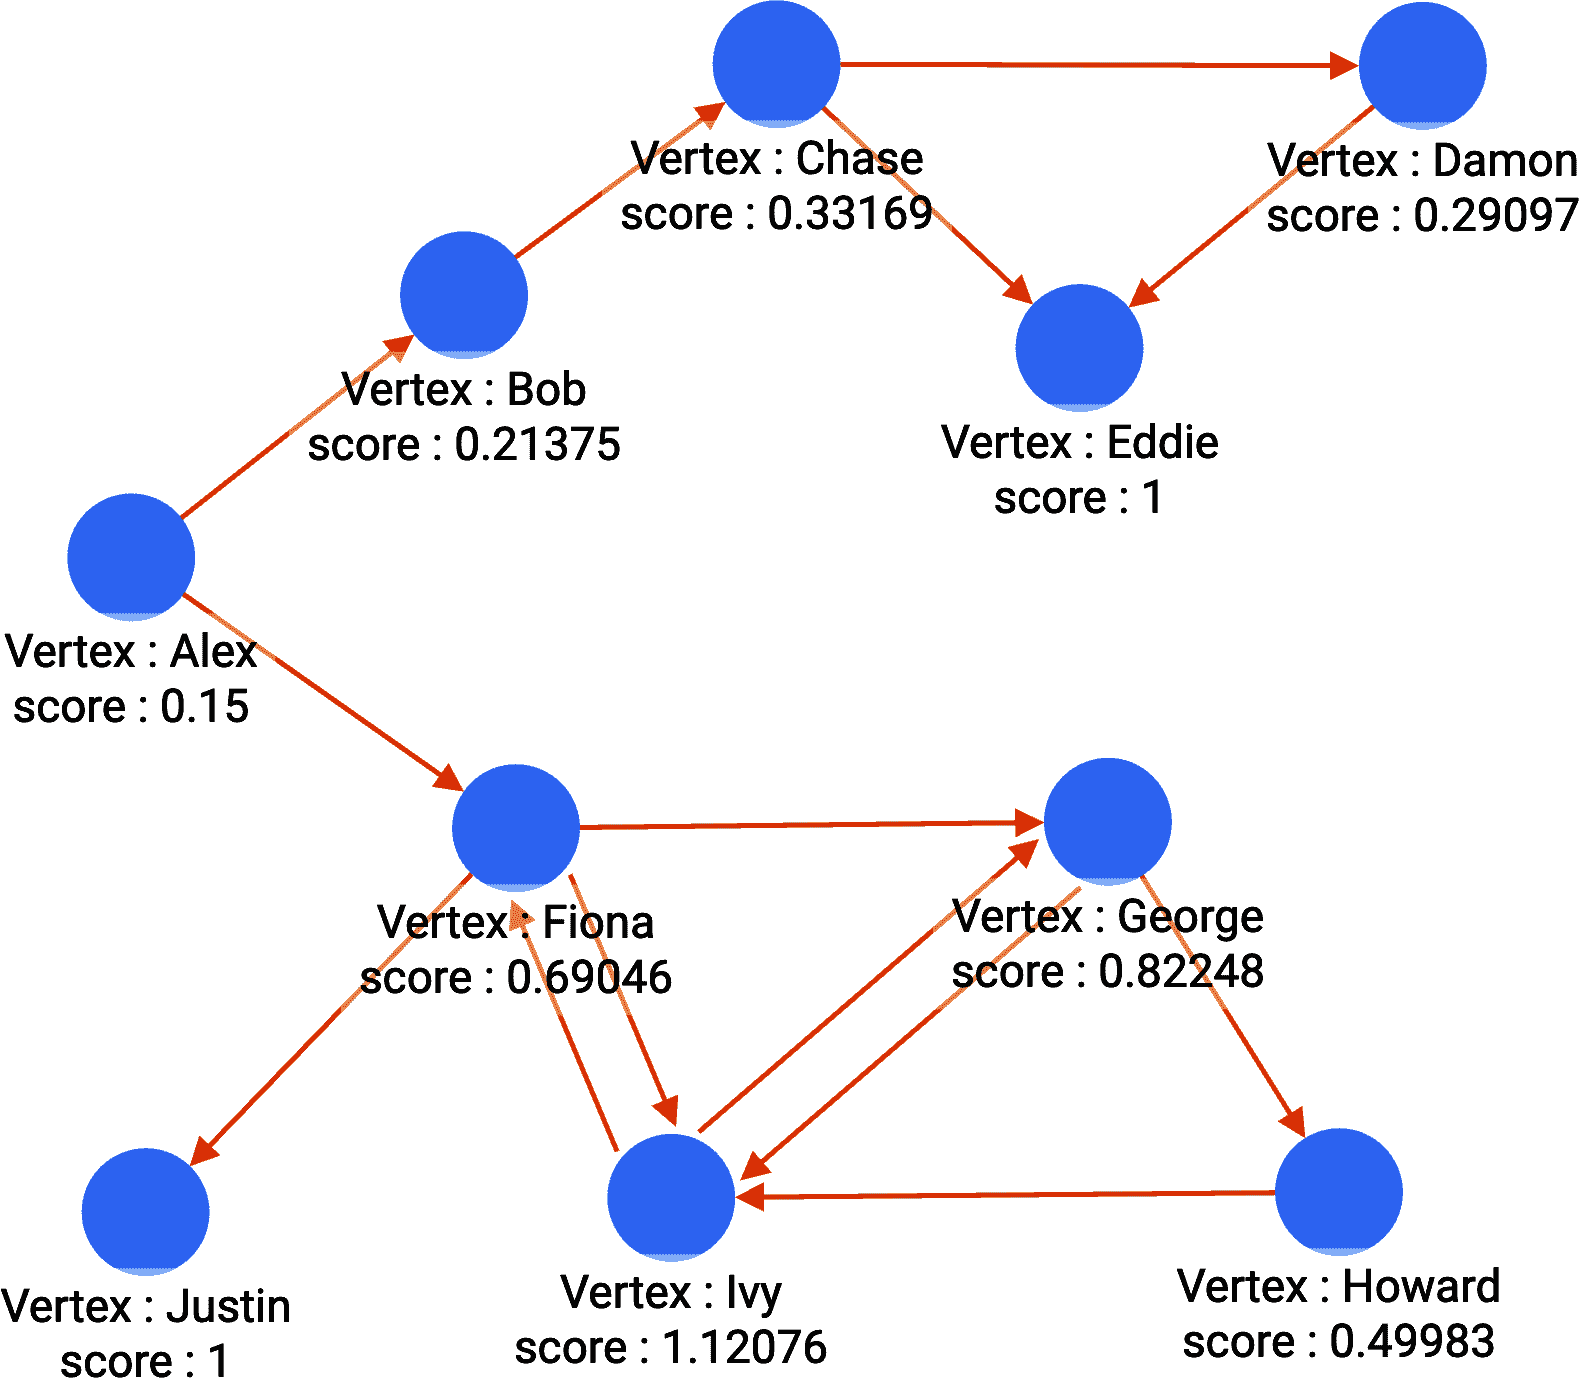 Vertex : Chase
score : 0.33169
Vertex : Damon
score : 0.29097
Vertex : Bob
score : 0.21375
Vertex : Eddie
score : 1
Vertex : Alex
score : 0.15
Vertex : Fiona
score : 0.69046
Vertex : George
score : 0.82248
Vertex : Justin
score : 1
Vertex : Ivy
score : 1.12076
Vertex : Howard
score : 0.49983